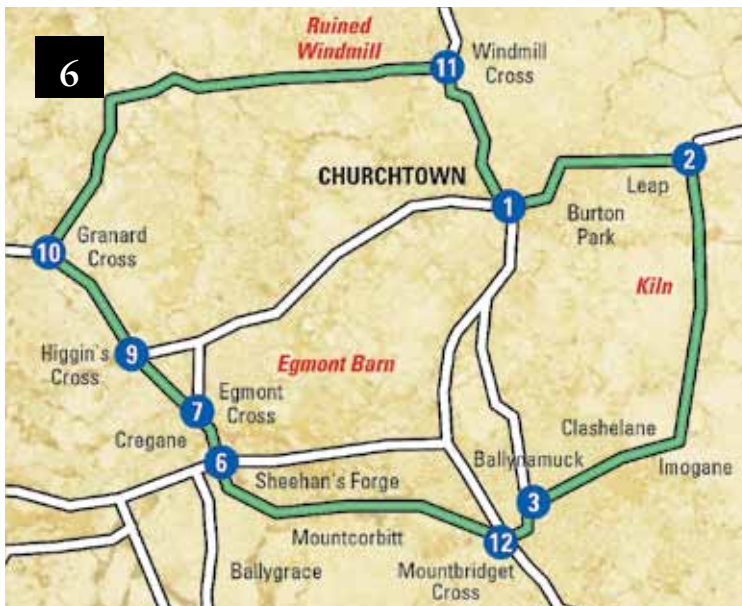 6
Ruined
Windmill
11
Windmill
Cross
CHURCHTOWN
1
2
Leap
Burton
Park
10
Granard
Cross
Kiln
9
Higgin's
Cross
Egmont Barn
7
Egmont
Cross
Cregane
6
Sheehan's Forge
Clashelane
Ballynamuck
Imogane
3
Mountcorbitt
12
Ballygrace
Mountbridget
Cross